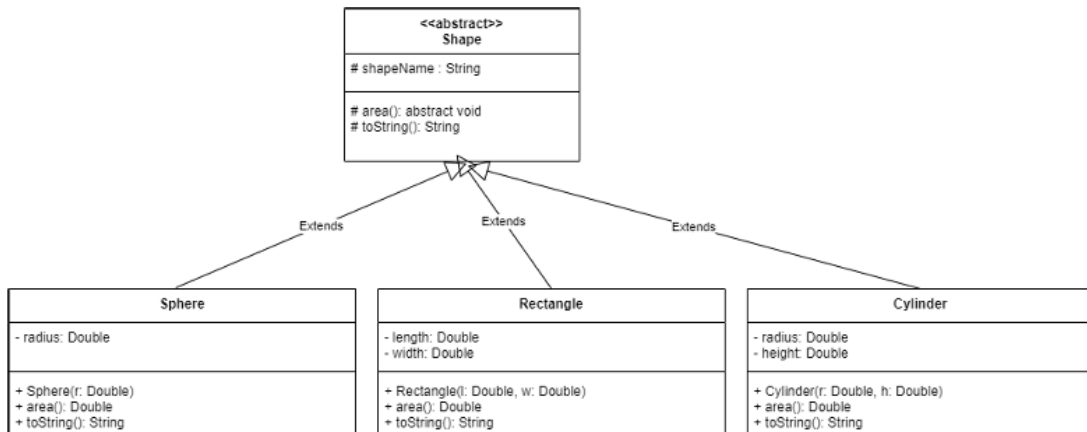 <<abstract>>
Shape
# shapeName : String
# area(): abstract void
# toString(): String
Extends
Extends
Extends
Sphere
- radius: Double
+ Sphere(r: Double)
+ area(): Double
+ toString(): String
Rectangle
- length: Double
- width: Double
+ Rectangle(l: Double, w: Double)
+ area(): Double
+ toString(): String
Cylinder
- radius: Double
- height: Double
+ Cylinder(r: Double, h: Double)
+ area(): Double
+ toString(): String